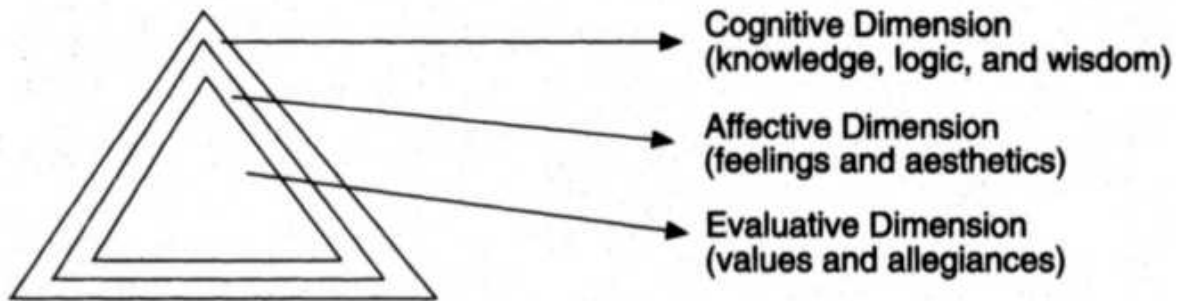 Cognitive Dimension
(knowledge, logic, and wisdom)
Affective Dimension
(feelings and aesthetics)
Evaluative Dimension
(values and allegiances)